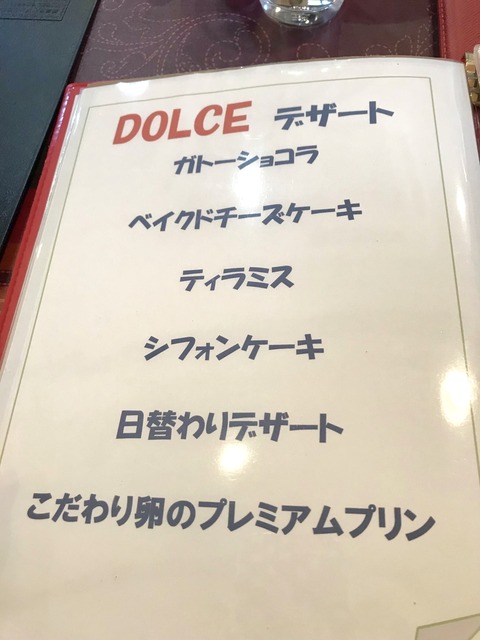 DOLCE デザート
ガトーショコラ
ベイクドチーズケーキ
ティラミス
シフォンケーキ
日替わりデザート
こだわり卵のプレミアムプリン